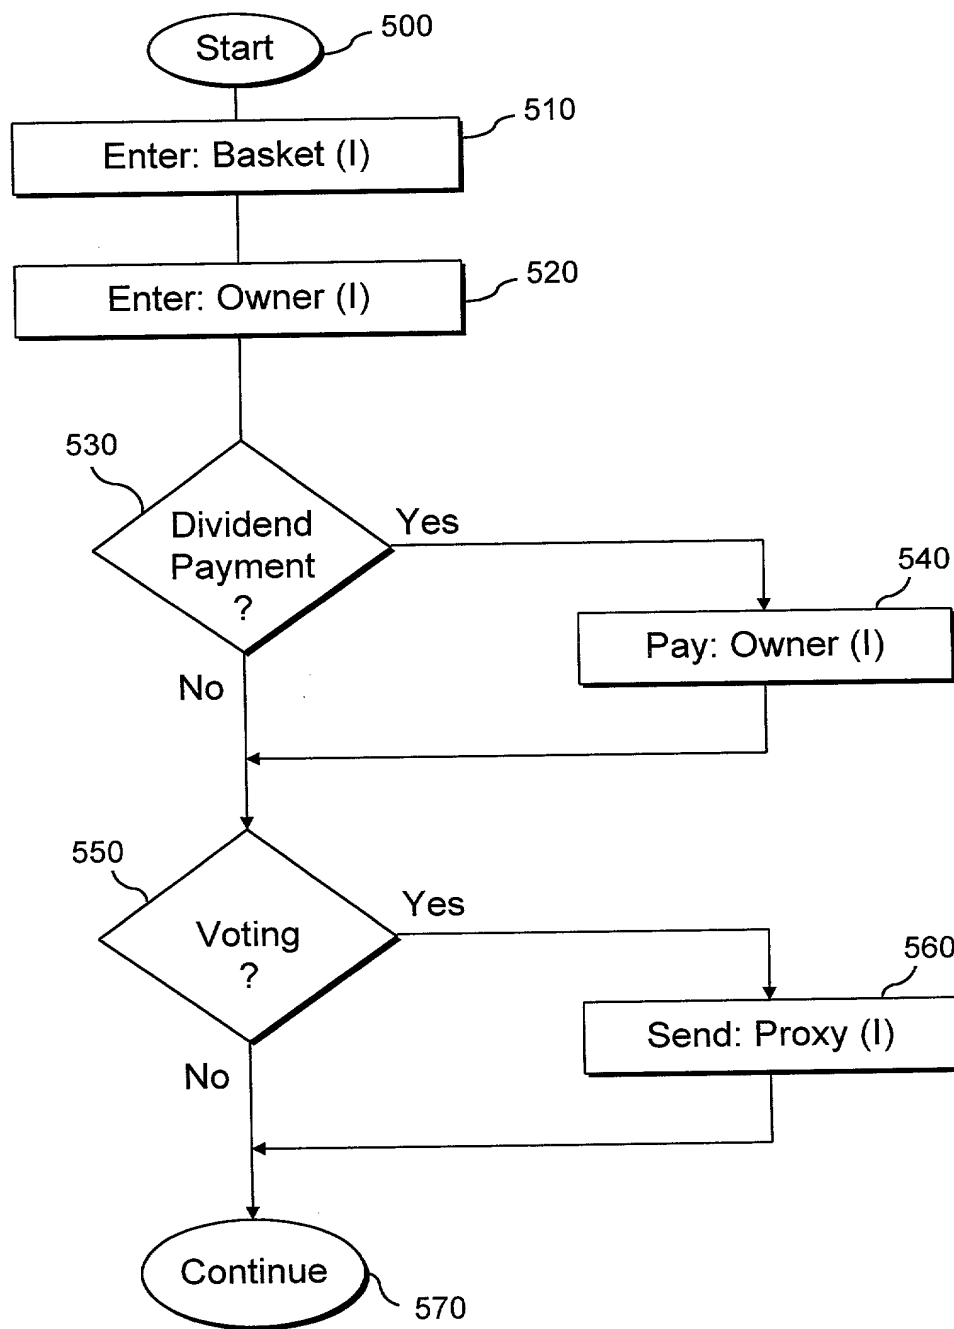 Start
500
510
Enter: Basket (I)
520
Enter: Owner (I)
530
Dividend
Payment
?
Yes
540
Pay: Owner (I)
No
550
Voting
?
Yes
560
Send: Proxy (I)
No
Continue
570